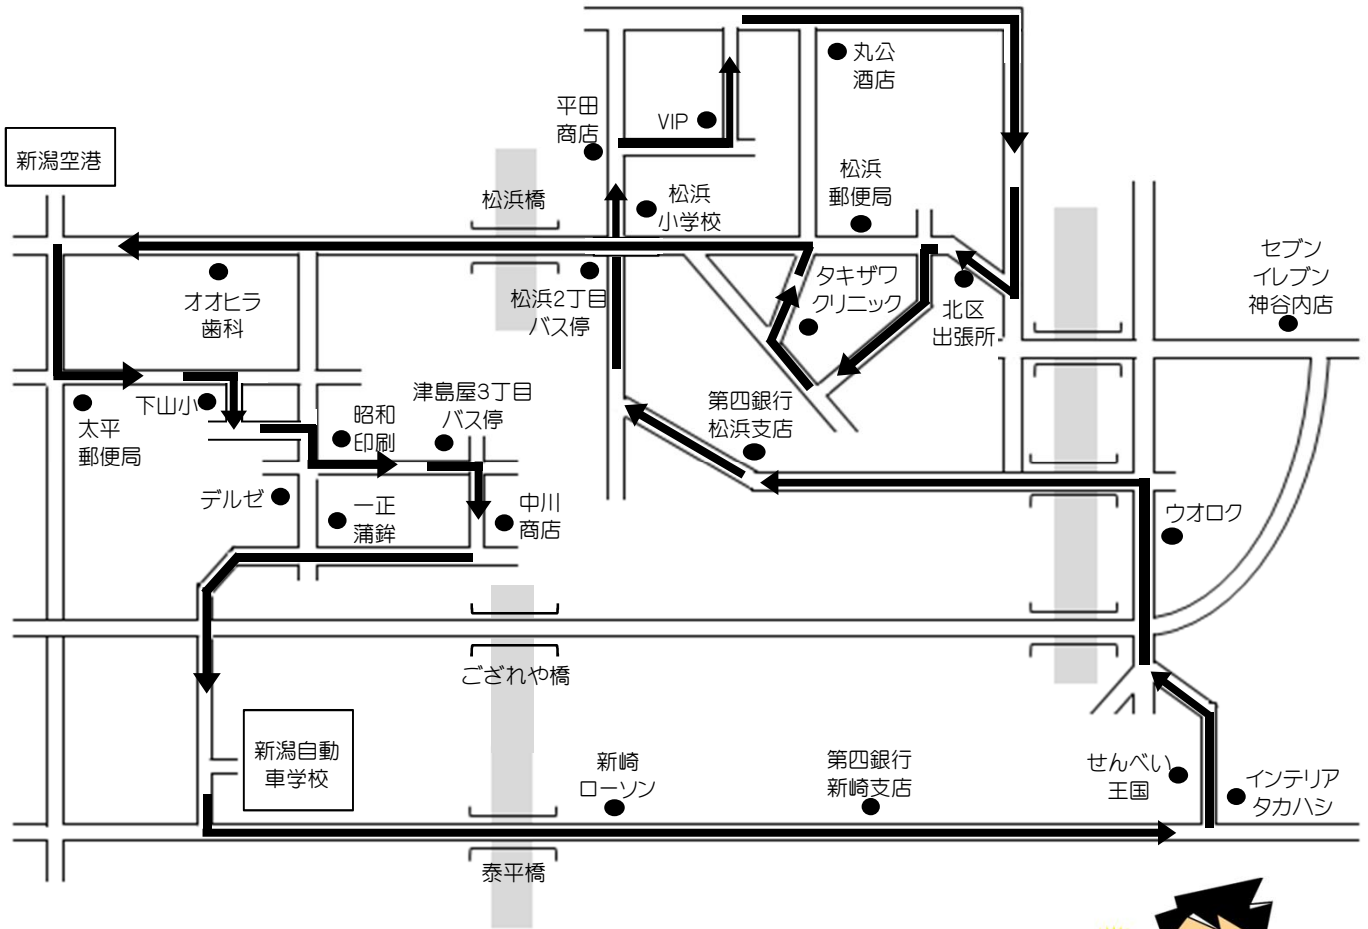 丸公
酒店
平田
商店
VIP
新潟空港
松浜
郵便局
松浜橋
松浜
小学校
セブン
イレブン
神谷内店
オオヒラ
歯科
松浜2丁目
バス停
タキザワ
クリニック
北区
出張所
太平
郵便局
下山小
昭和
印刷
津島屋3丁目
バス停
第四銀行
松浜支店
デルゼ
一正
蒲鉾
中川
商店
ウオロク
ござれや橋
新潟自動
車学校
新崎
ローソン
第四銀行
新崎支店
せんべい
王国
インテリア
タカハシ
泰平橋